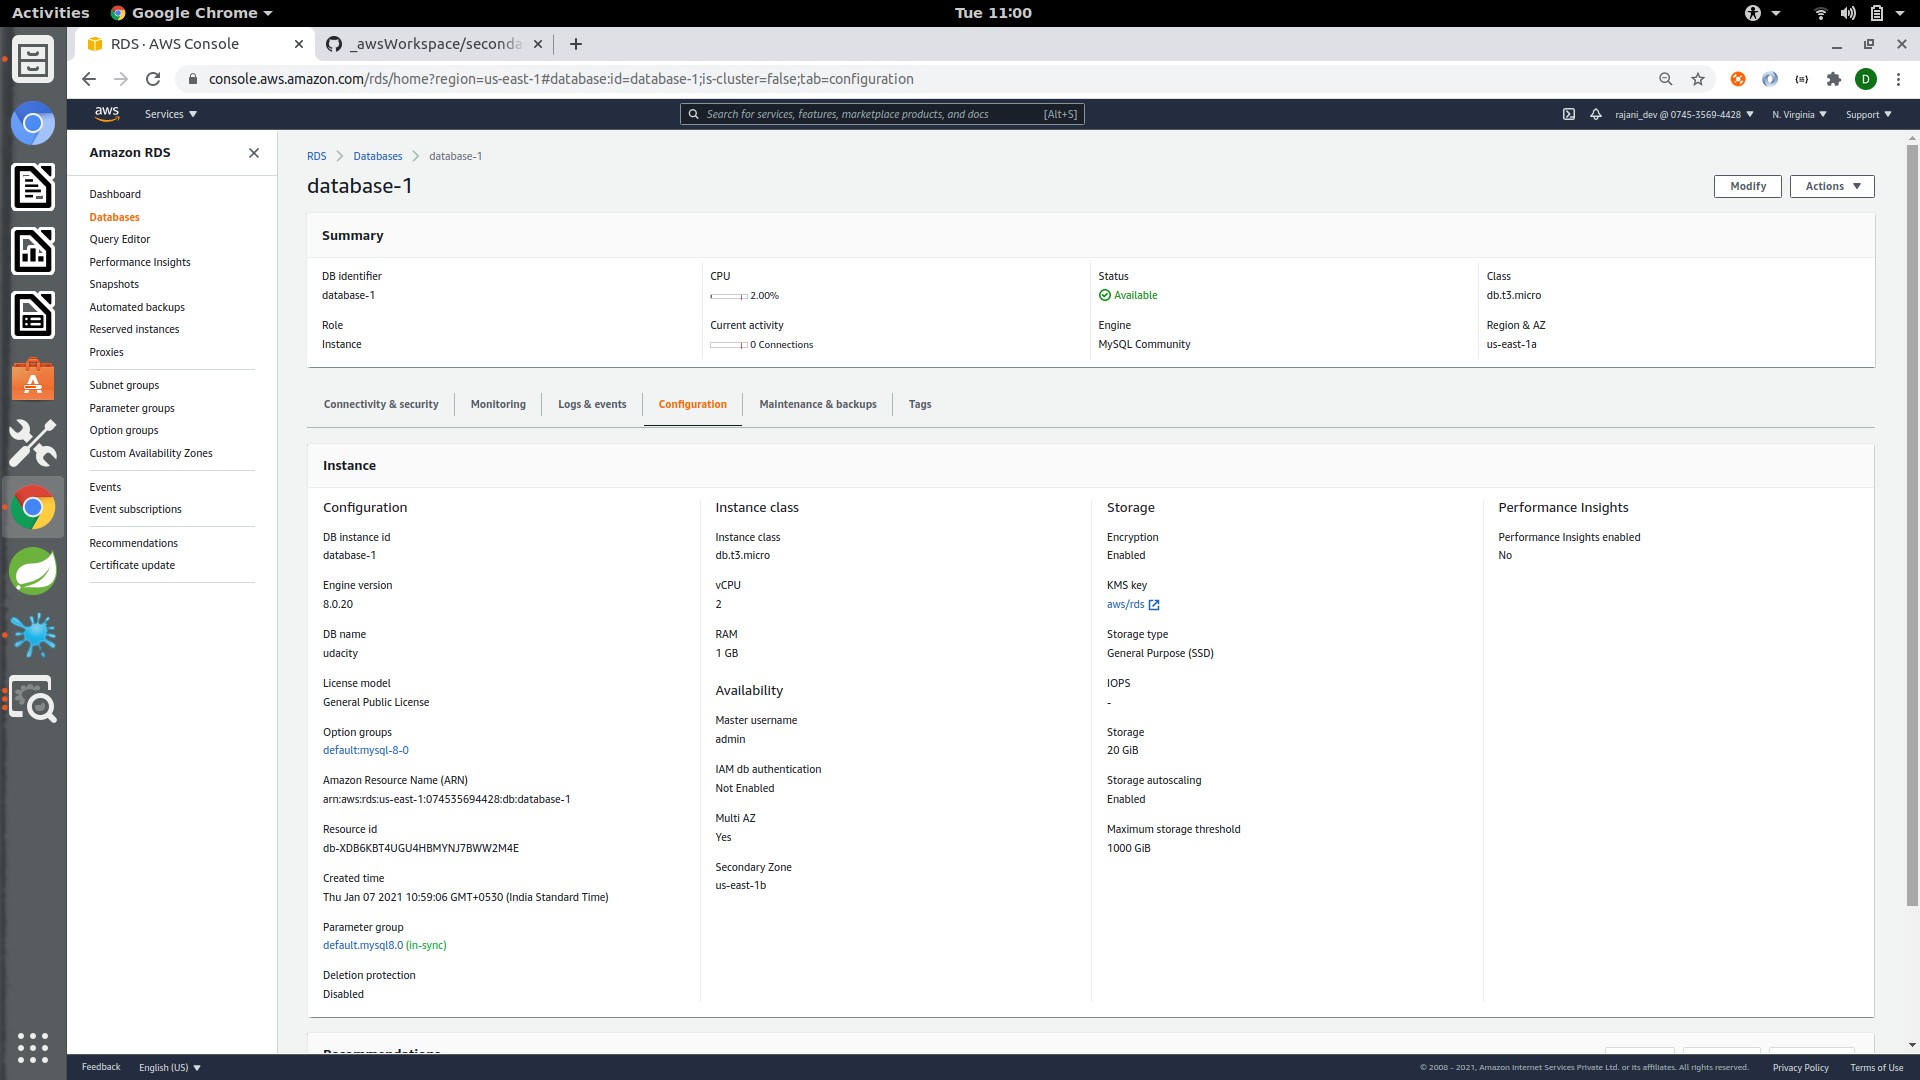 Activities
Google Chrome
Tue 11:00
RDS · AWS Console
_awsWorkspace/seconda
console.aws.amazon.com/rds/home?region=us-east-1#database:id=database-1;is-cluster=false;tab=configuration
D
aws
Services
Search for services, features, marketplace products, and docs
[Alt+S]
rajani_dev @ 0745-3569-4428
N. Virginia
Support
Amazon RDS
Dashboard
Databases
Query Editor
Performance Insights
Snapshots
Automated backups
Reserved instances
Proxies
Subnet groups
Parameter groups
Option groups
Custom Availability Zones
Events
Event subscriptions
Recommendations
Certificate update
RDS
Databases
database-1
database-1
Modify
Actions
Summary
DB identifier
database-1
Role
Instance
CPU
2.00%
Current activity
0 Connections
Status
Available
Engine
MySQL Community
Class
db.t3.micro
Region & AZ
us-east-1a
Connectivity & security
Monitoring
Logs & events
Configuration
Maintenance & backups
Tags
Instance
Configuration
DB instance id
database-1
Engine version
8.0.20
DB name
udacity
License model
General Public License
Option groups
default:mysql-8-0
Amazon Resource Name (ARN)
arn:aws:rds:us-east-1:074535694428:db:database-1
Resource id
db-XDB6KBT4UGU4HBMYNJ7BWW2M4E
Created time
Thu Jan 07 2021 10:59:06 GMT+0530 (India Standard Time)
Parameter group
default.mysql8.0 (in-sync)
Deletion protection
Disabled
Instance class
Instance class
db.t3.micro
vCPU
2
RAM
1 GB
Availability
Master username
admin
IAM db authentication
Not Enabled
Multi AZ
Yes
Secondary Zone
us-east-1b
Storage
Encryption
Enabled
KMS key
aws/rds
Storage type
General Purpose (SSD)
IOPS
-
Storage
20 GiB
Storage autoscaling
Enabled
Maximum storage threshold
1000 GiB
Performance Insights
Performance Insights enabled
No
Recommendations
Feedback
English (US)
© 2008 - 2021, Amazon Internet Services Private Ltd. or its affiliates. All rights reserved.
Privacy Policy
Terms of Use